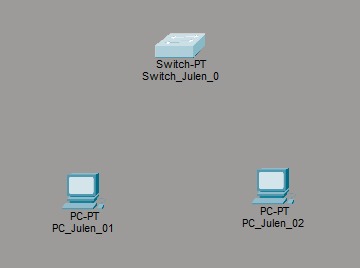 Switch-PT
Switch_Julen_0
PC-PT
PC_Julen_01
PC-PT
PC_Julen_02